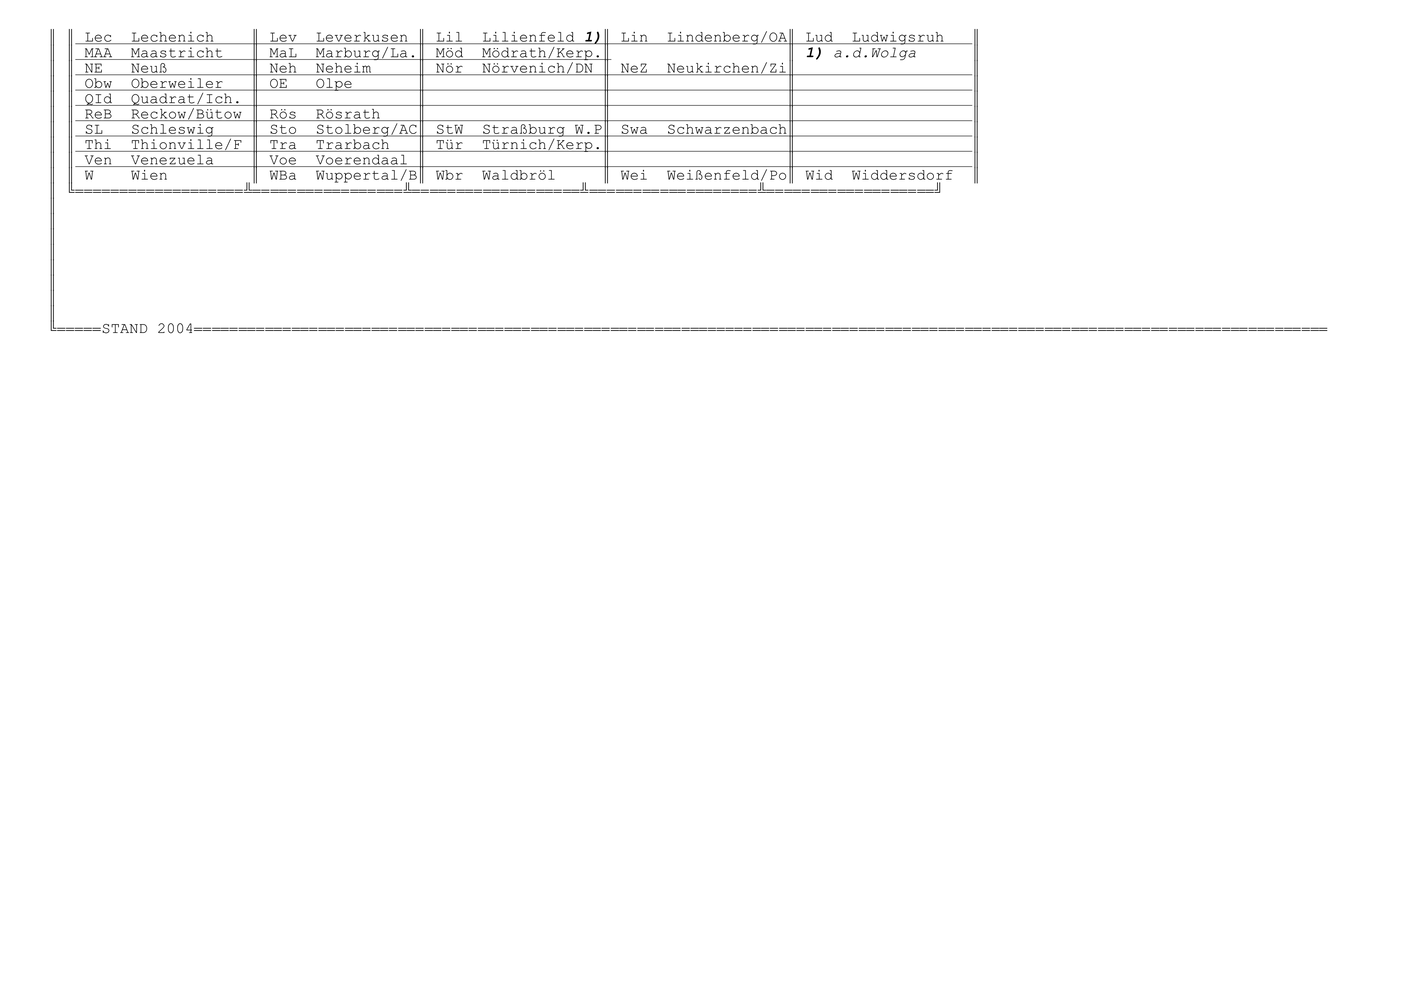 Lec Lechenich Lev Leverkusen Lil Lilienfeld 1) Lin Lindenberg/OA Lud Ludwigsruh
MAA Maastricht MaL Marburg/La. Möd Mödrath/Kerp. 1) a.d.Wolga
NE Neuß Neh Neheim Nör Nörvenich/DN NeZ Neukirchen/Zi
Obw Oberweiler OE Olpe
QId Quadrat/Ich.
ReB Reckow/Bütow Rös Rösrath
SL Schleswig Sto Stolberg/AC StW Straßburg W.P Swa Schwarzenbach
Thi Thionville/F Tra Trarbach Tür Türnich/Kerp.
Ven Venezuela Voe Voerendaal
W Wien WBa Wuppertal/B Wbr Waldbröl Wei Weißenfeld/Po Wid Widdersdorf
STAND 2004